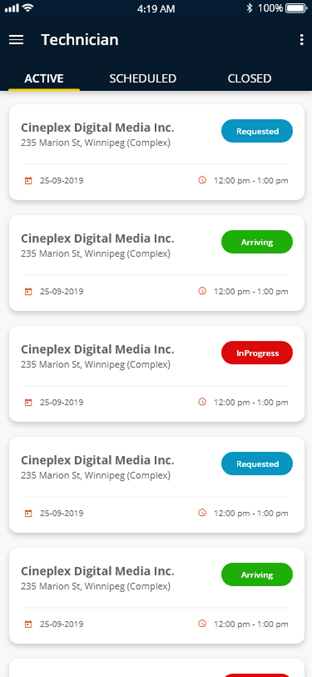 4:19 AM 100%
Technician
ACTIVE SCHEDULED CLOSED
Cineplex Digital Media Inc. Requested
235 Marion St, Winnipeg (Complex)
25-09-2019 12:00 pm - 1:00 pm
Cineplex Digital Media Inc. Arriving
235 Marion St, Winnipeg (Complex)
25-09-2019 12:00 pm - 1:00 pm
Cineplex Digital Media Inc. InProgress
235 Marion St, Winnipeg (Complex)
25-09-2019 12:00 pm - 1:00 pm
Cineplex Digital Media Inc. Requested
235 Marion St, Winnipeg (Complex)
25-09-2019 12:00 pm - 1:00 pm
Cineplex Digital Media Inc. Arriving
235 Marion St, Winnipeg (Complex)
25-09-2019 12:00 pm - 1:00 pm